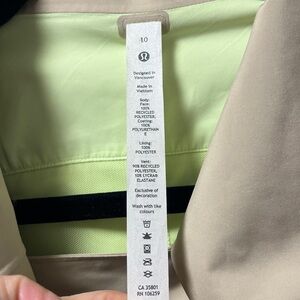 10
Designed in
Vancouver
Made in
Vietnam
Body:
Face:
100%
RECYCLED
POLYESTER,
Coating:
100%
POLYURETHAN
E
Lining:
100%
POLYESTER
Vent:
90% RECYCLED
POLYESTER,
10% LYCRA®
ELASTANE
Exclusive of
decoration
Wash with like
colours
CA 35801
RN 106259